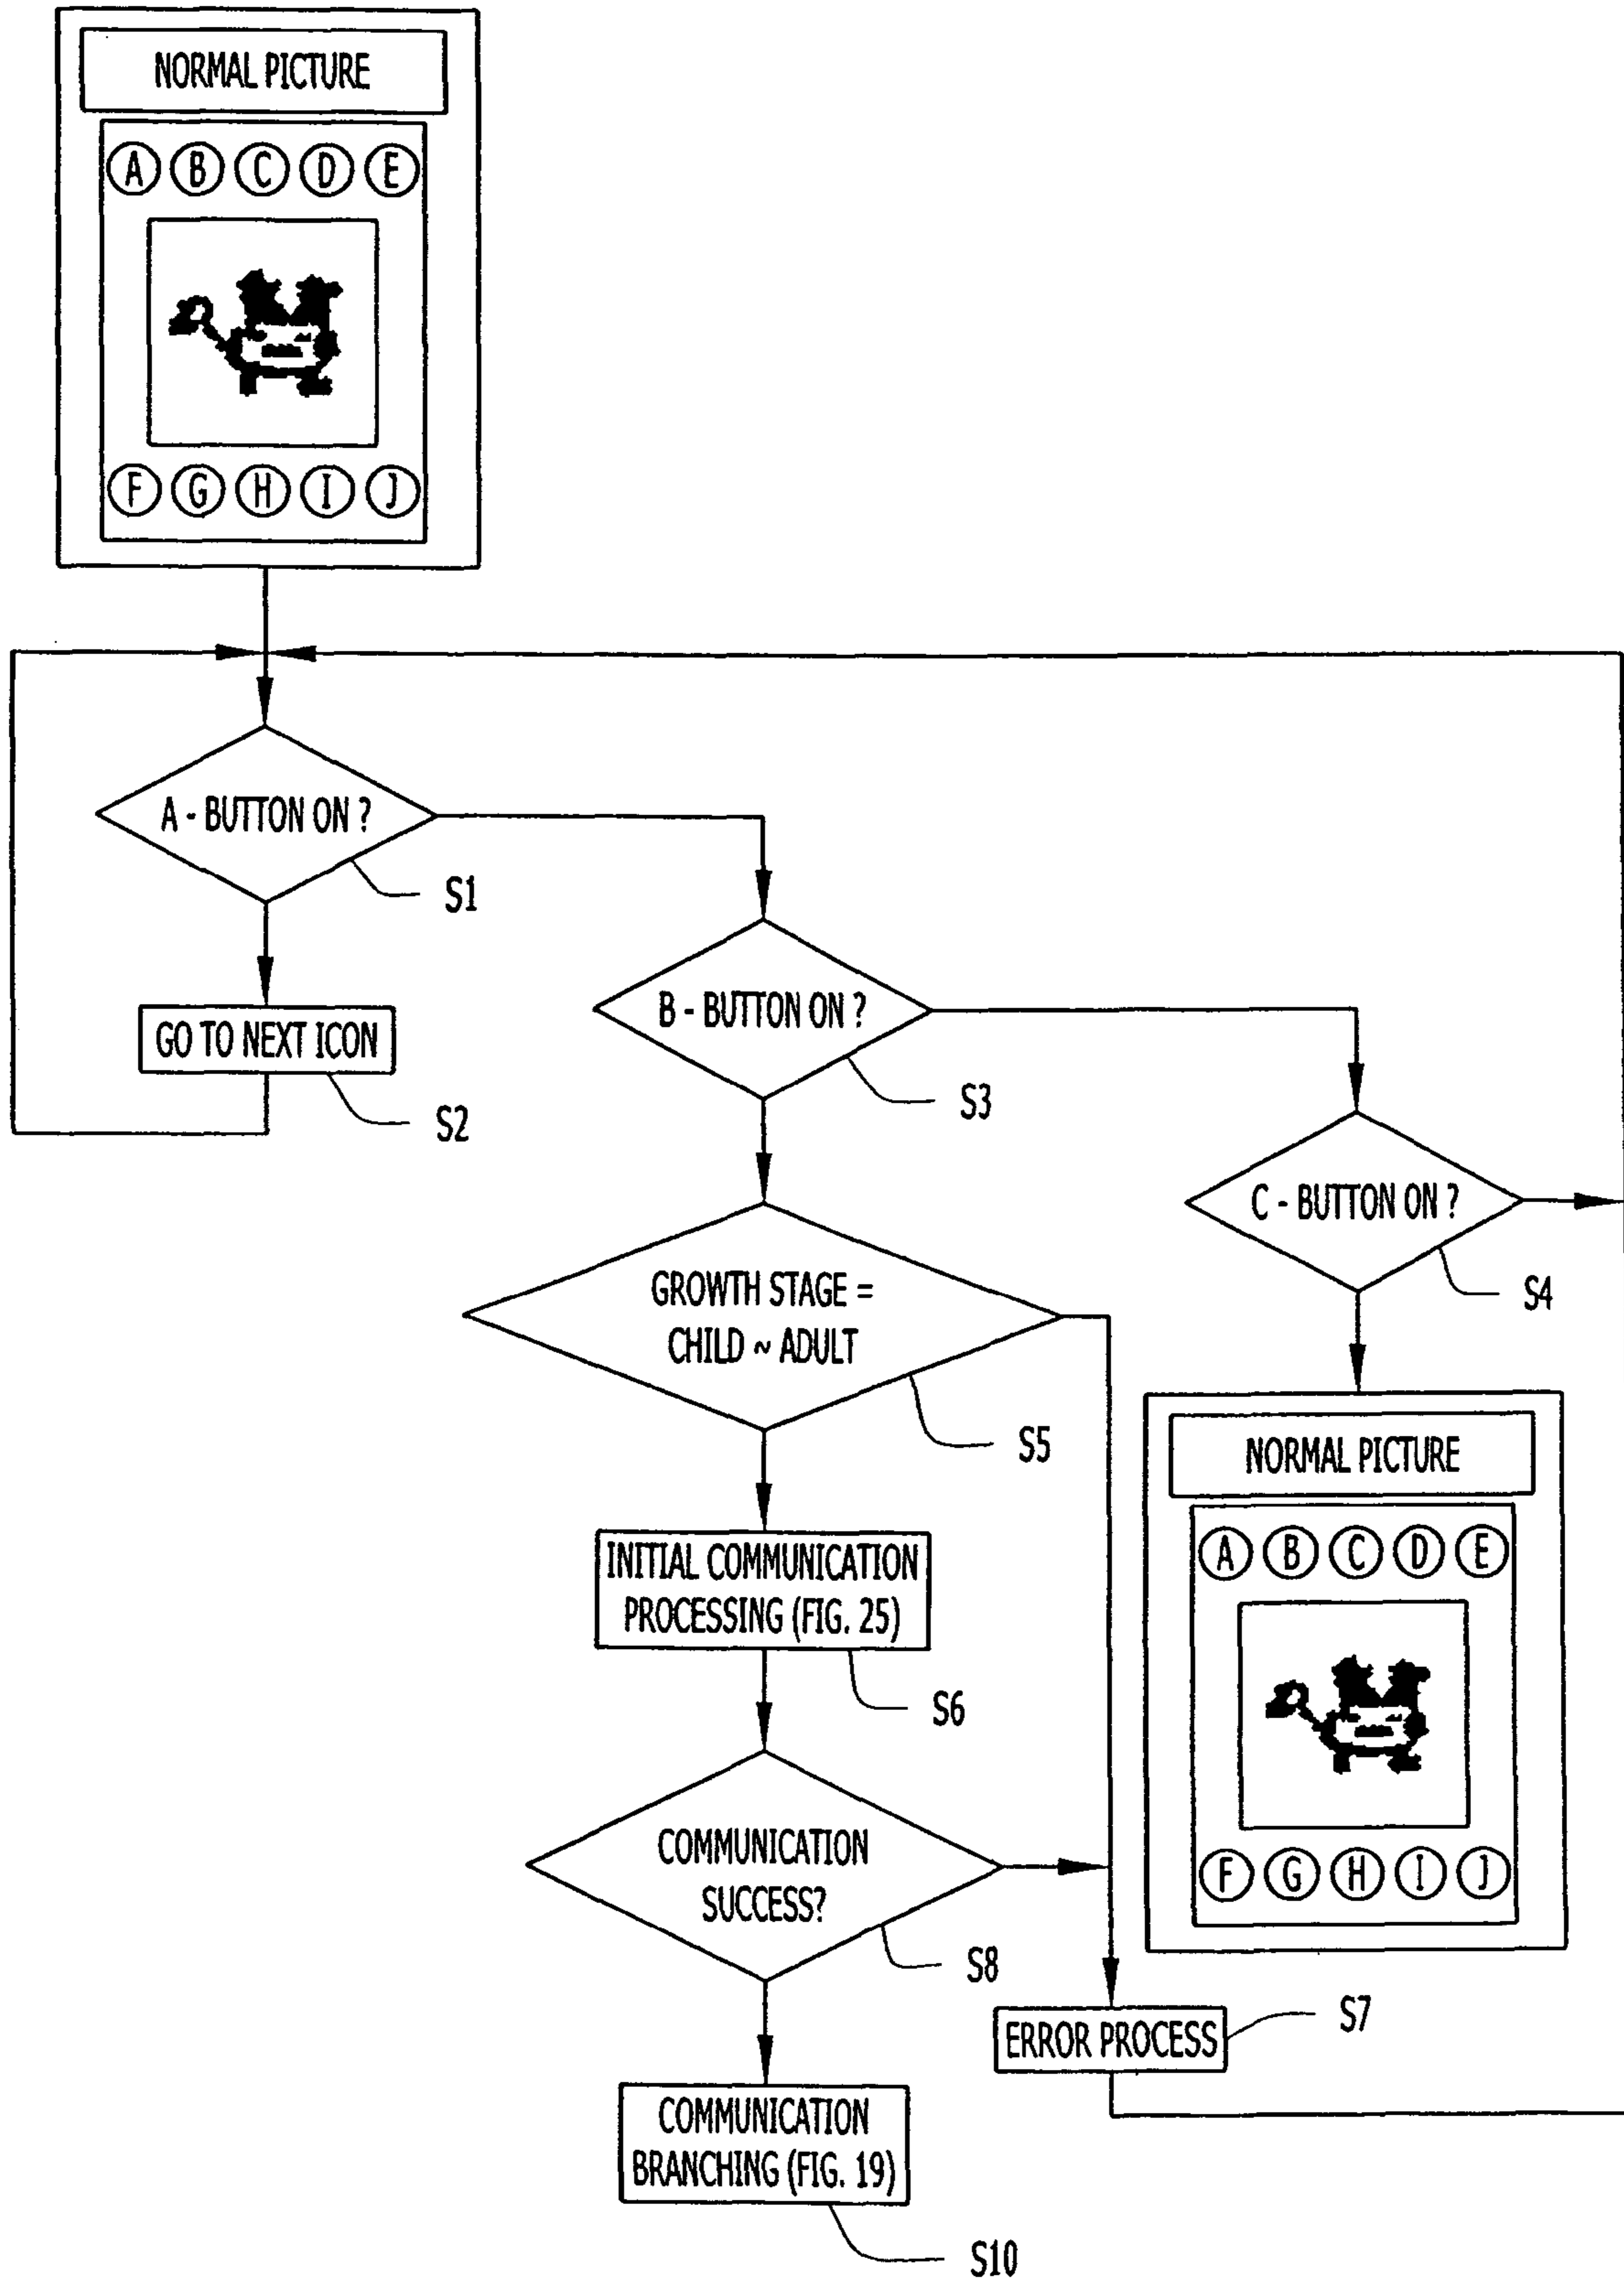 NORMAL PICTURE
A B C D E
F G H I J
A - BUTTON ON ?
S1
GO TO NEXT ICON
S2
B - BUTTON ON ?
S3
C - BUTTON ON ?
S4
GROWTH STAGE =
CHILD ~ ADULT
S5
NORMAL PICTURE
A B C D E
F G H I J
INITIAL COMMUNICATION
PROCESSING (FIG. 25)
S6
COMMUNICATION
SUCCESS?
S8
ERROR PROCESS
S7
COMMUNICATION
BRANCHING (FIG. 19)
S10